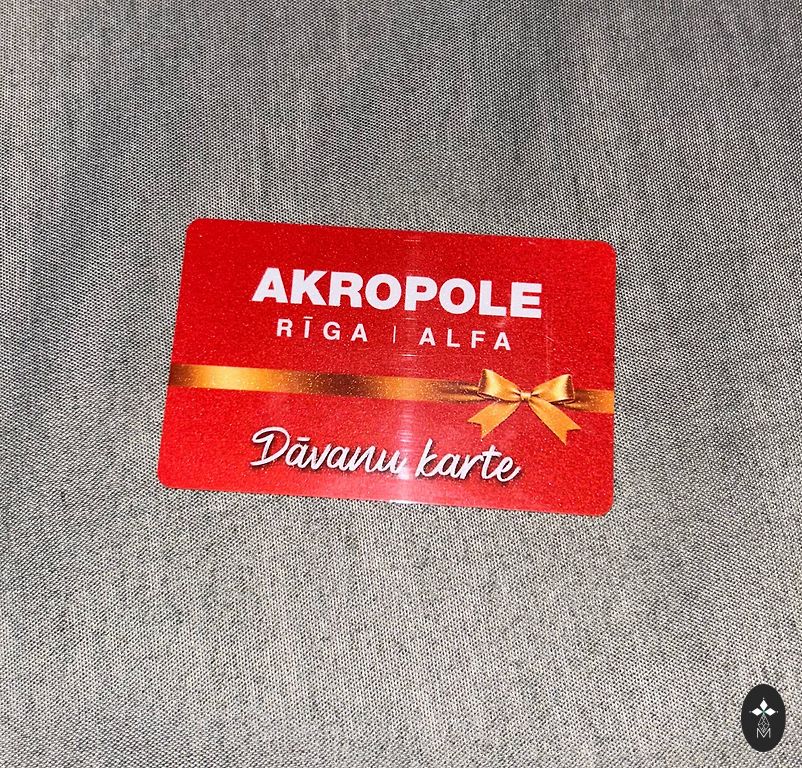 AKROPOLE
RĪGA | ALFA
Dāvanu karte
M